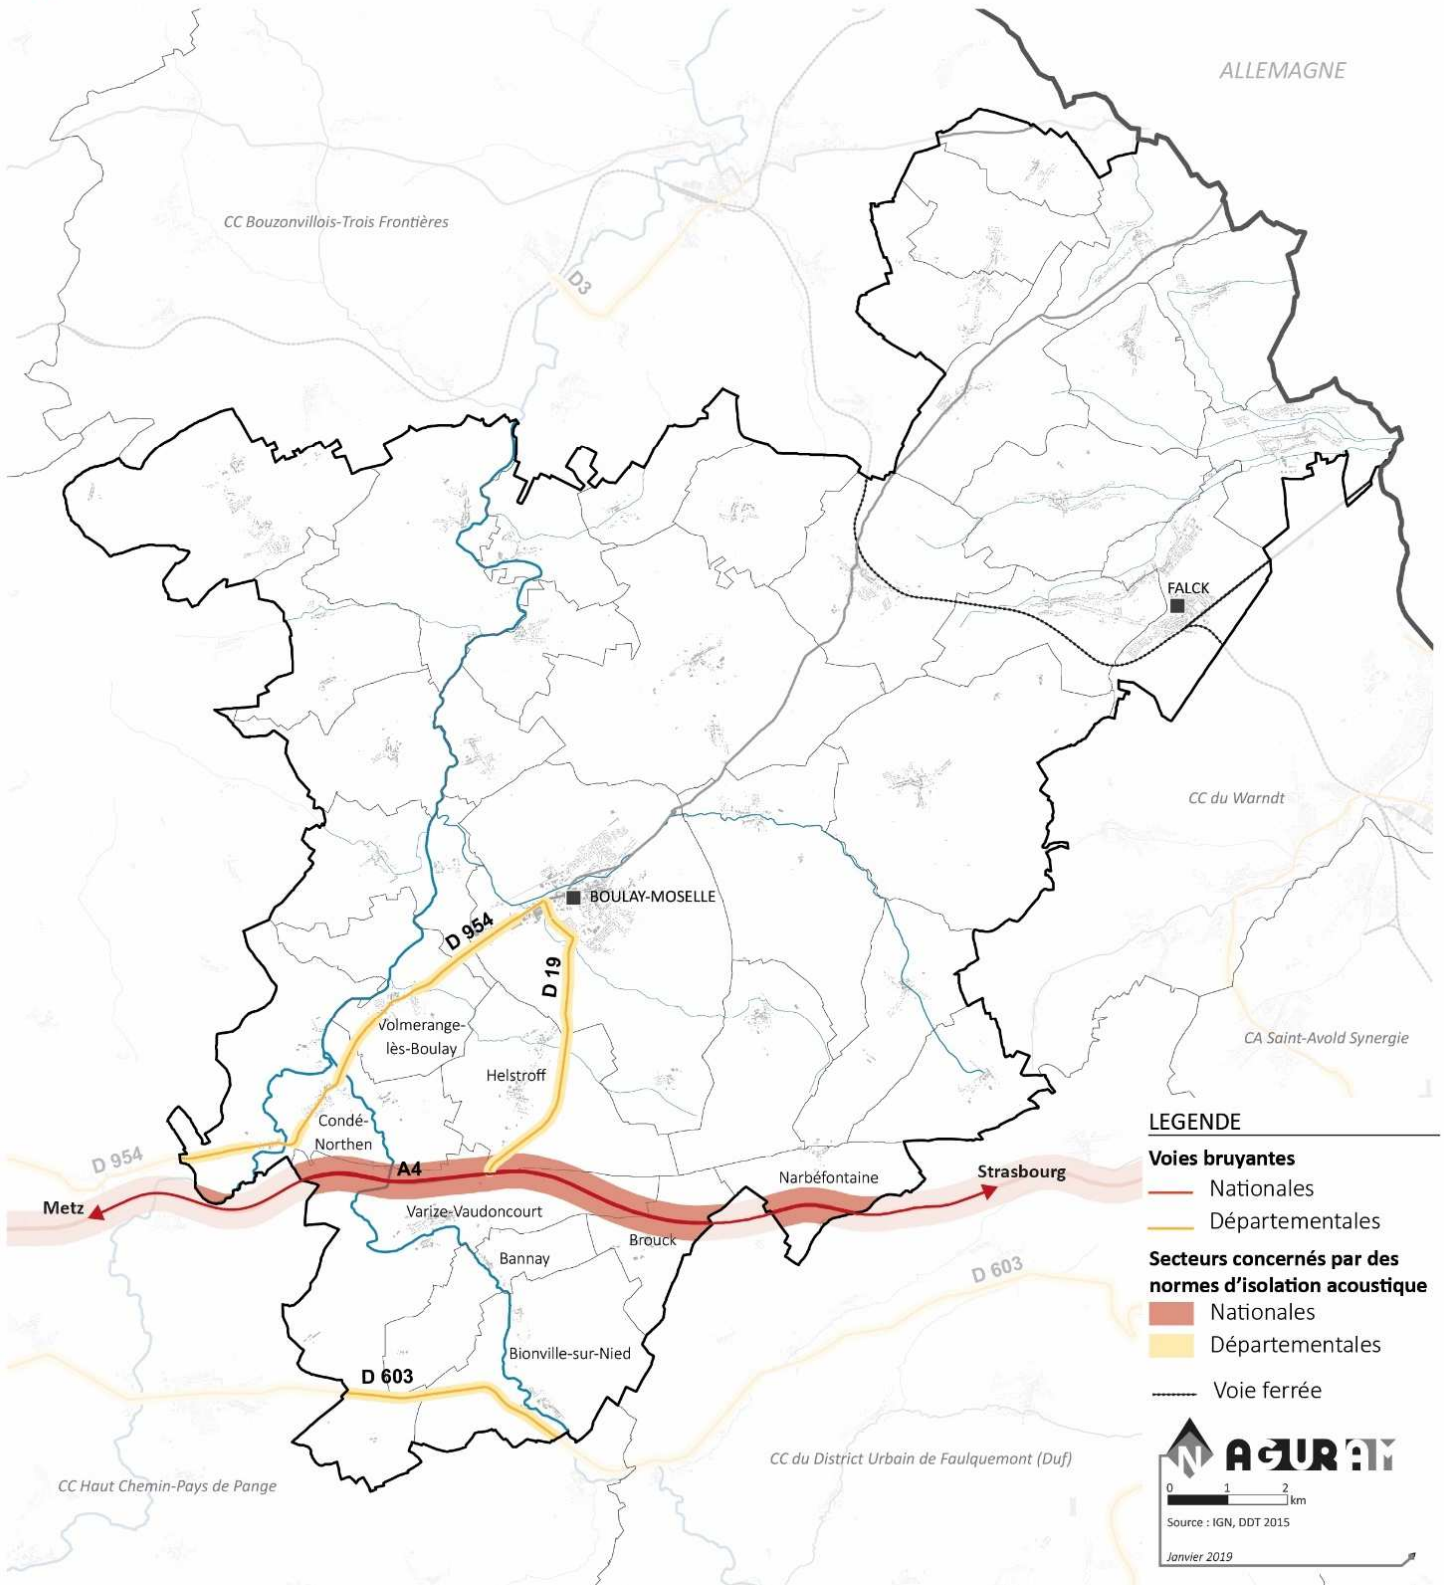 ALLEMAGNE
CC Bouzonvillois-Trois Frontières
D3
FALCK
CC du Warndt
BOULAY-MOSELLE
D 954
D 19
Volmerange-
lès-Boulay
CA Saint-Avold Synergie
Helstroff
Condé-
Northen
D 954
A4
Narbéfontaine
Strasbourg
Metz
Varize-Vaudoncourt
Brouck
Bannay
D 603
Bionville-sur-Nied
D 603
CC du District Urbain de Faulquemont (Duf)
CC Haut Chemin-Pays de Pange
LEGENDE
Voies bruyantes
Nationales
Départementales
Secteurs concernés par des
normes d’isolation acoustique
Nationales
Départementales
Voie ferrée
N
AGURAM
0 1 2
km
Source : IGN, DDT 2015
Janvier 2019